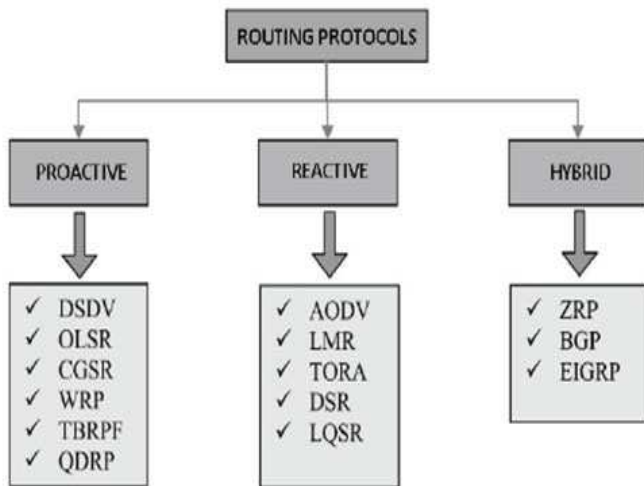 ROUTING PROTOCOLS
PROACTIVE
REACTIVE
HYBRID
✓ DSDV
✓ OLSR
✓ CGSR
✓ WRP
✓ TBRPF
✓ QDRP
✓ AODV
✓ LMR
✓ TORA
✓ DSR
✓ LQSR
✓ ZRP
✓ BGP
✓ EIGRP